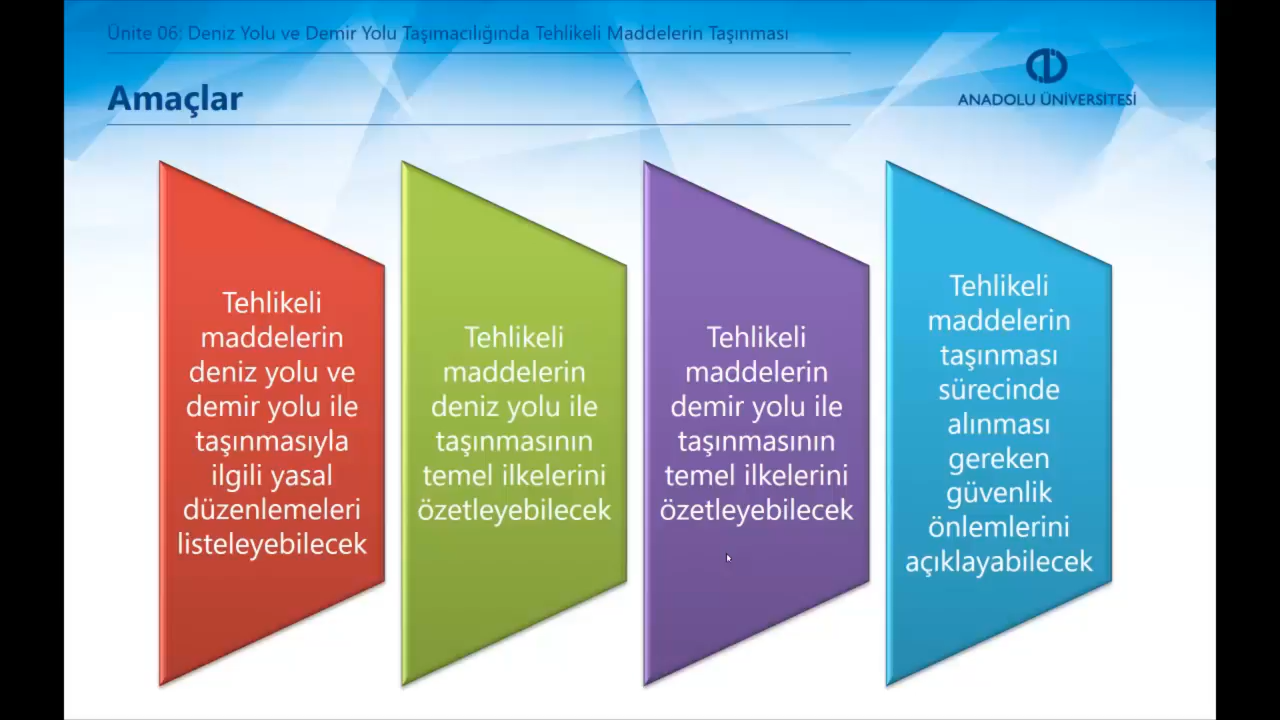 Ünite 06: Deniz Yolu ve Demir Yolu Taşımacılığında Tehlikeli Maddelerin Taşınması
Amaçlar
ANADOLU ÜNİVERSİTESİ
Tehlikeli
maddelerin
deniz yolu ve
demir yolu ile
taşınmasıyla
ilgili yasal
düzenlemeleri
listeleyebilecek
Tehlikeli
maddelerin
deniz yolu ile
taşınmasının
temel ilkelerini
özetleyebilecek
Tehlikeli
maddelerin
demir yolu ile
taşınmasının
temel ilkelerini
özetleyebilecek
Tehlikeli
maddelerin
taşınması
sürecinde
alınması
gereken
güvenlik
önlemlerini
açıklayabilecek